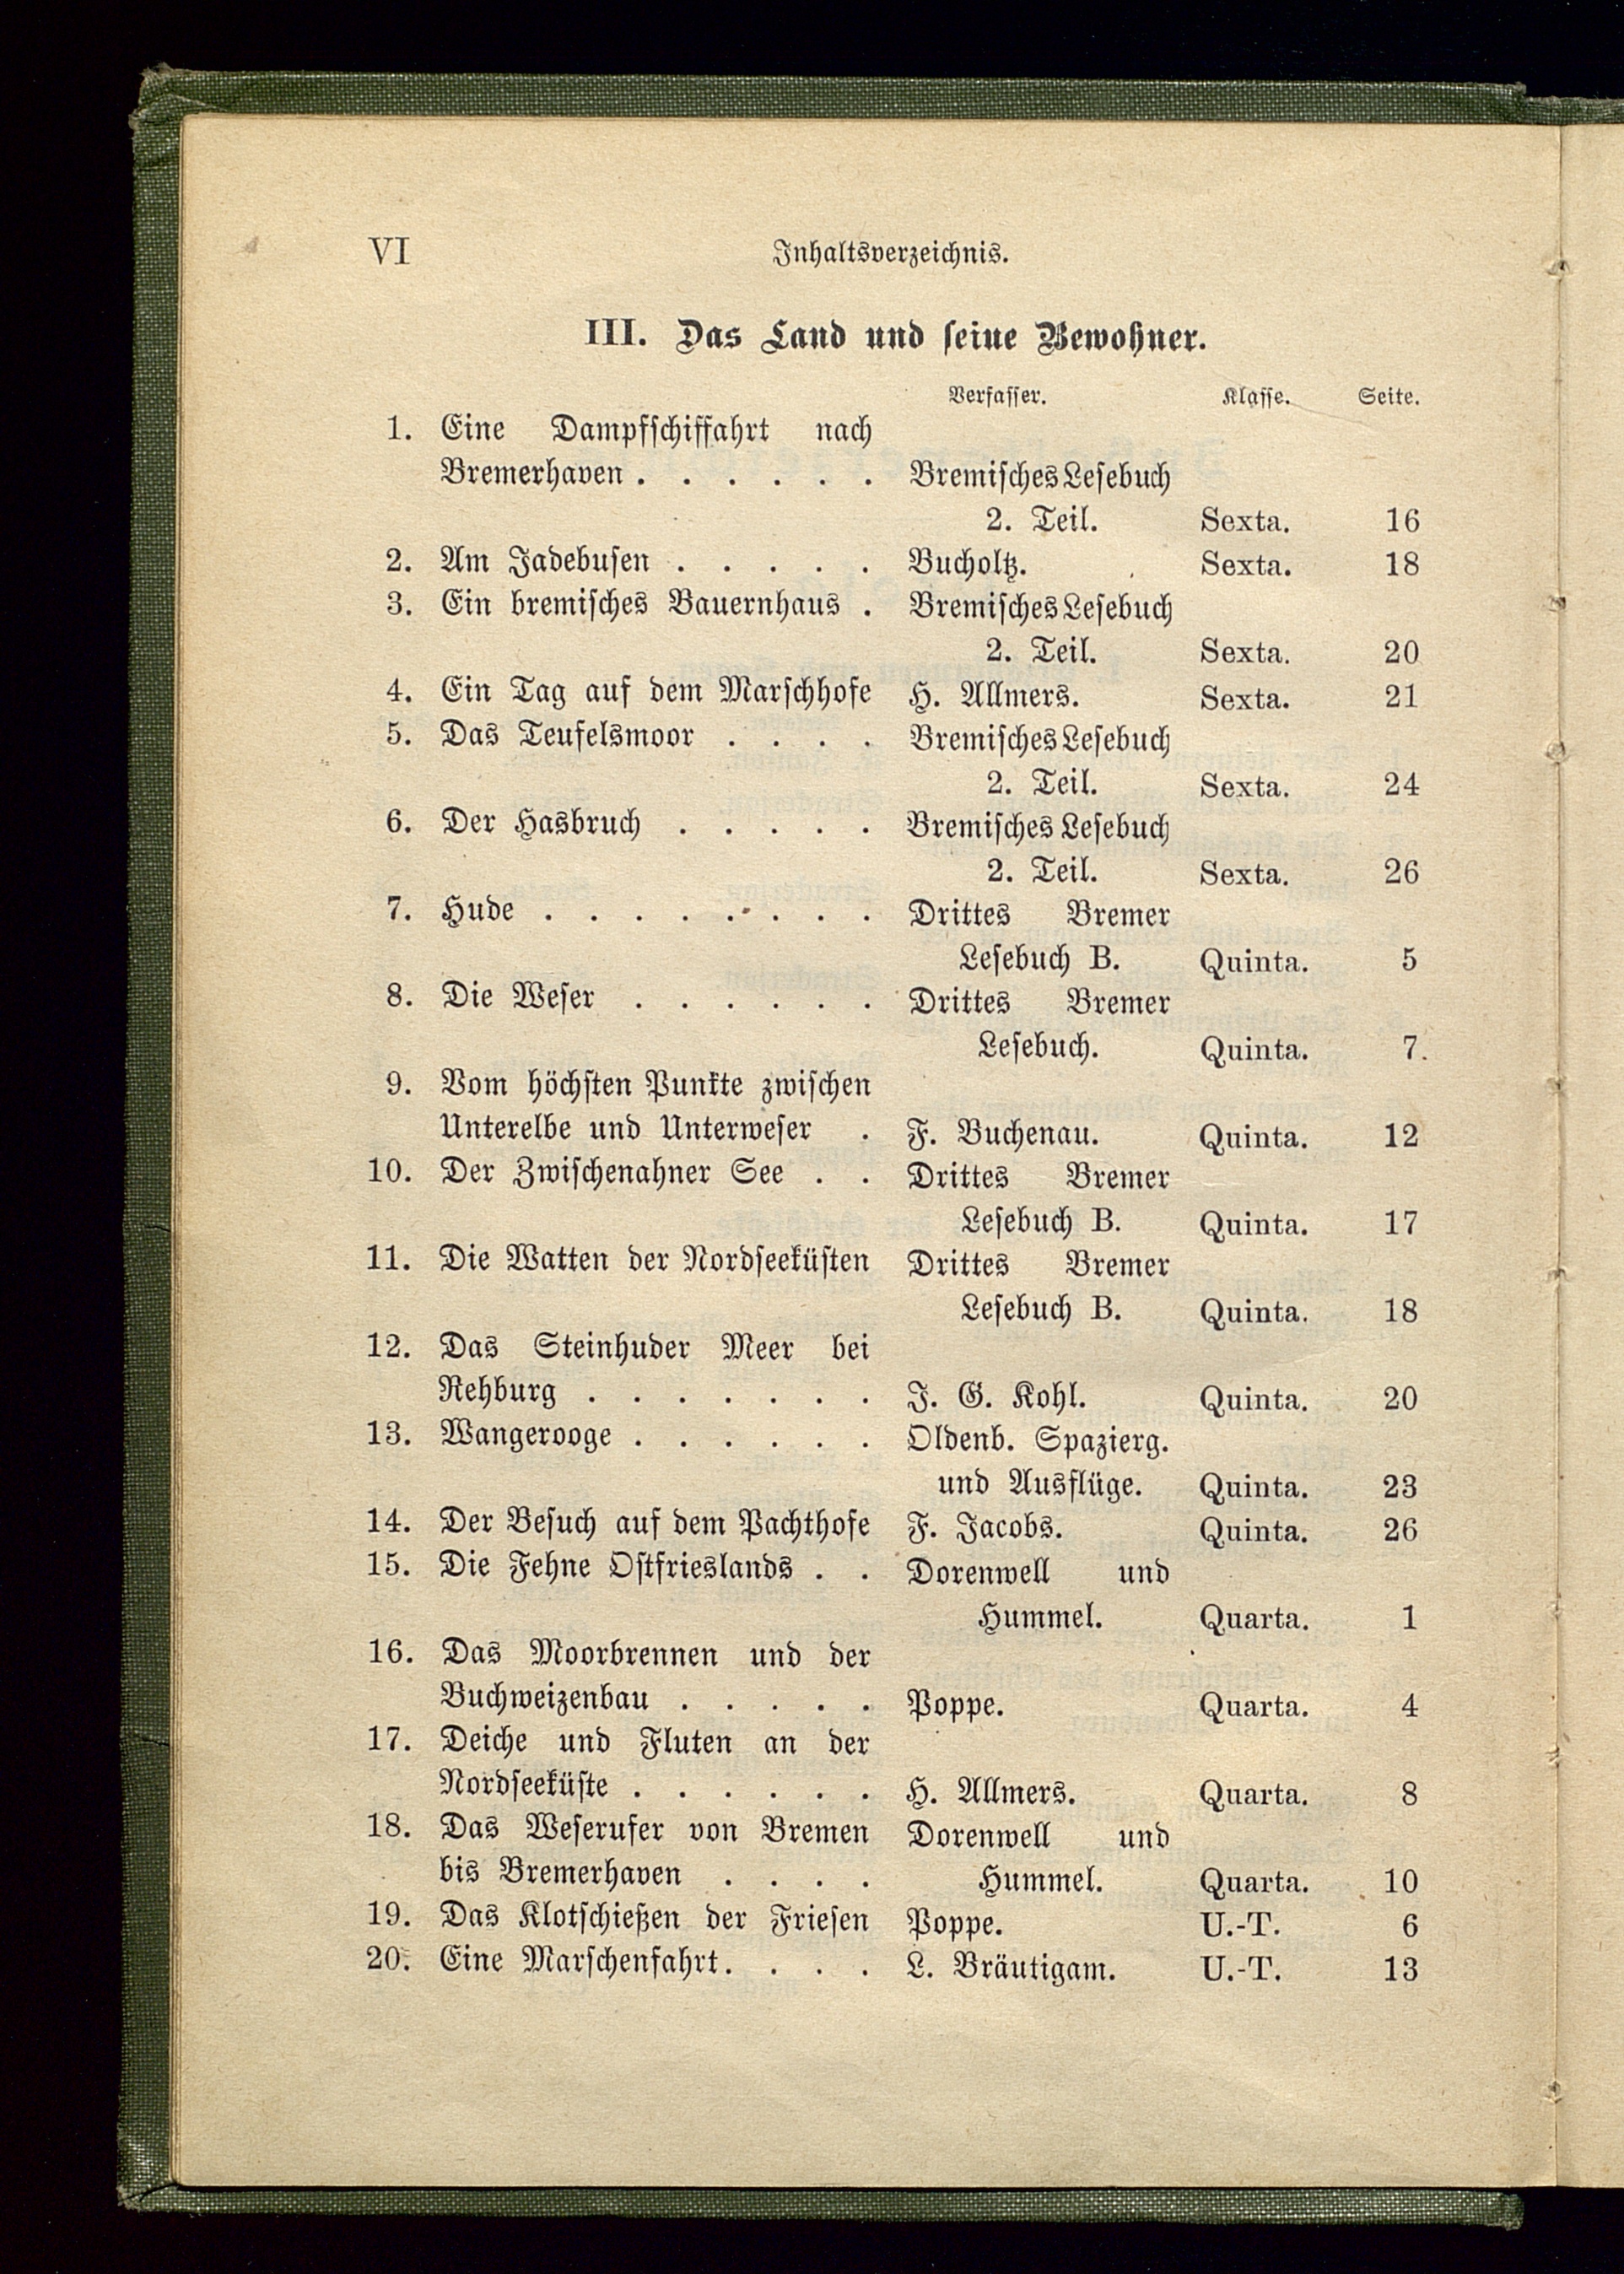 VI Inhaltsverzeichnis.
III. Das Land und seine Bewohner.
Verfasser. Klasse. Seite.
1. Eine Dampfschiffahrt nach
Bremerhaven . . . . . . Bremisches Lesebuch
2. Teil. Sexta. 16
2. Am Jadebusen . . . . . Bucholtz. Sexta. 18
3. Ein bremisches Bauernhaus . Bremisches Lesebuch
2. Teil. Sexta. 20
4. Ein Tag auf dem Marschhofe H. Allmers. Sexta. 21
5. Das Teufelsmoor . . . . Bremisches Lesebuch
2. Teil. Sexta. 24
6. Der Hasbruch . . . . . Bremisches Lesebuch
2. Teil. Sexta. 26
7. Hude . . . . . . . . Drittes Bremer
Lesebuch B. Quinta. 5
8. Die Weser . . . . . . Drittes Bremer
Lesebuch. Quinta. 7.
9. Vom höchsten Punkte zwischen
Unterelbe und Unterweser . F. Buchenau. Quinta. 12
10. Der Zwischenahner See . . Drittes Bremer
Lesebuch B. Quinta. 17
11. Die Watten der Nordseeküsten Drittes Bremer
Lesebuch B. Quinta. 18
12. Das Steinhuder Meer bei
Rehburg . . . . . . . J. G. Kohl. Quinta. 20
13. Wangerooge . . . . . . Oldenb. Spazierg.
und Ausflüge. Quinta. 23
14. Der Besuch auf dem Pachthofe F. Jacobs. Quinta. 26
15. Die Fehne Ostfrieslands . . Dorenwell und
Hummel. Quarta. 1
16. Das Moorbrennen und der
Buchweizenbau . . . . . Poppe. Quarta. 4
17. Deiche und Fluten an der
Nordseeküste . . . . . . H. Allmers. Quarta. 8
18. Das Weserufer von Bremen Dorenwell und
bis Bremerhaven . . . . Hummel. Quarta. 10
19. Das Klotschießen der Friesen Poppe. U.-T. 6
20. Eine Marschenfahrt . . . . L. Bräutigam. U.-T. 13